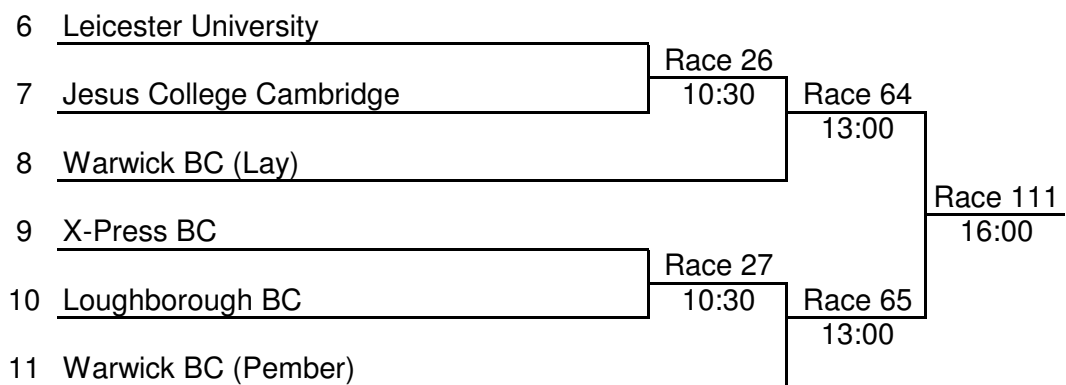 6 Leicester University
Race 26
7 Jesus College Cambridge 10:30 Race 64
13:00
8 Warwick BC (Lay)
Race 111
9 X-Press BC 16:00
Race 27
10 Loughborough BC 10:30 Race 65
13:00
11 Warwick BC (Pember)